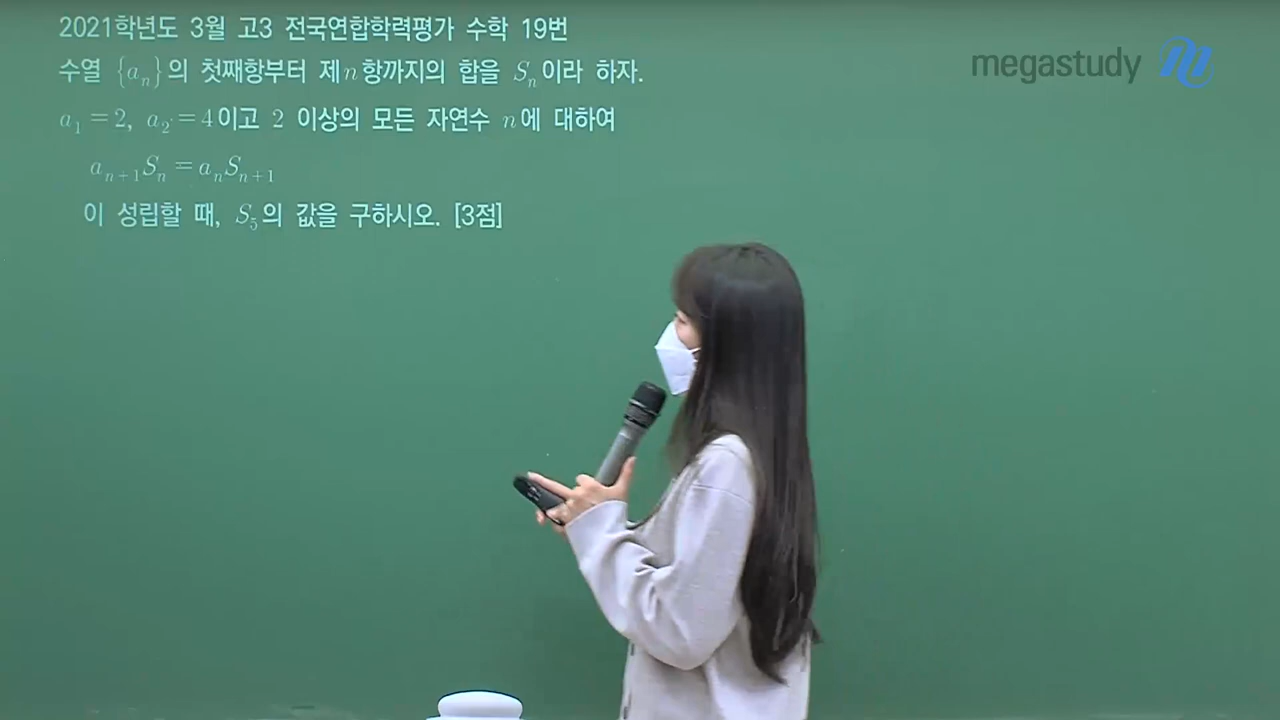 2021학년도 3월 고3 전국연합학력평가 수학 19번
megastudy
수열 {aₙ}의 첫째항부터 제n항까지의 합을 Sₙ이라 하자.
a₁=2, a₂=4이고 2 이상의 모든 자연수 n에 대하여
aₙ₊₁Sₙ=aₙSₙ₊₁
이 성립할 때, S₅의 값을 구하시오. [3점]